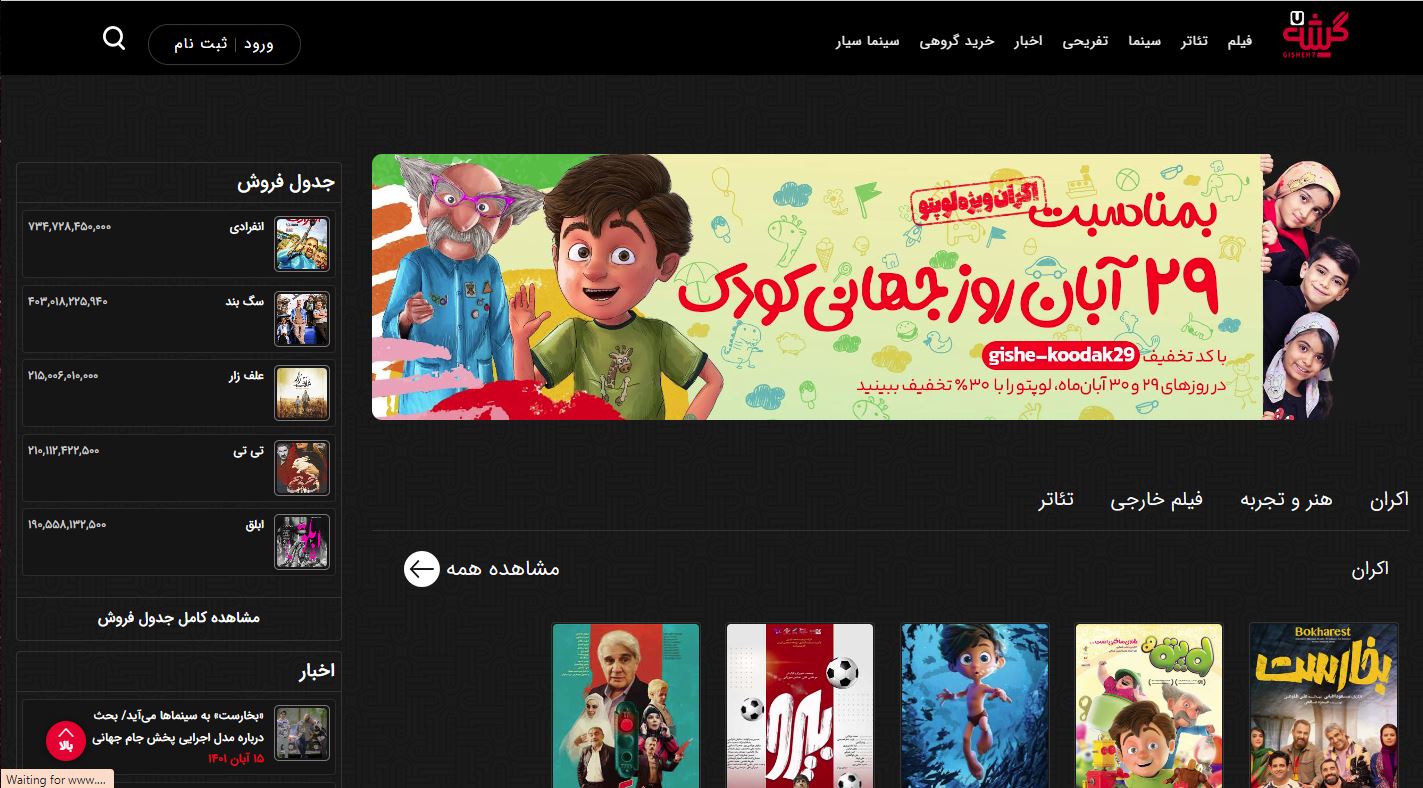 گیشه
GISHEH7
فیلم
تئاتر
سینما
تفریحی
اخبار
خرید گروهی
سینما سیار
ورود | ثبت نام
اکران ویژه لوپتو
بمناسبت
۲۹ آبان روز جهانی کودک
با کد تخفیف gishe-koodak29
در روزهای ۲۹ و ۳۰ آبان‌ماه، لوپتو را با ۳۰٪ تخفیف ببینید
جدول فروش
انفرادی ۷۳۴,۷۲۸,۴۵۰,۰۰۰
سگ بند ۴۰۳,۰۱۸,۲۲۵,۹۴۰
علف زار ۲۱۵,۰۰۶,۰۱۰,۰۰۰
تی تی ۲۱۰,۱۱۲,۴۲۲,۵۰۰
ابلق ۱۹۰,۵۵۸,۱۳۲,۵۰۰
مشاهده کامل جدول فروش
اخبار
«بخارست» به سینماها می‌آید/ بحث
درباره مدل اجرایی پخش جام جهانی
۱۵ آبان ۱۴۰۱
بالا
اکران
هنر و تجربه
فیلم خارجی
تئاتر
اکران
مشاهده همه
Bokharest
بخارست
لوپتو
Waiting for www....